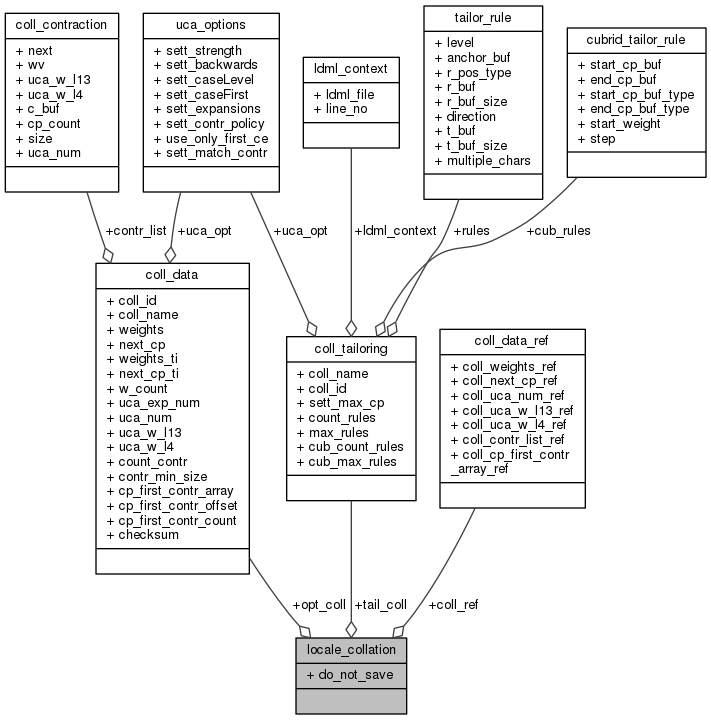 coll_contraction
+ next
+ wv
+ uca_w_l13
+ uca_w_l4
+ c_buf
+ cp_count
+ size
+ uca_num
uca_options
+ sett_strength
+ sett_backwards
+ sett_caseLevel
+ sett_caseFirst
+ sett_expansions
+ sett_contr_policy
+ use_only_first_ce
+ sett_match_contr
ldml_context
+ ldml_file
+ line_no
tailor_rule
+ level
+ anchor_buf
+ r_pos_type
+ r_buf
+ r_buf_size
+ direction
+ t_buf
+ t_buf_size
+ multiple_chars
cubrid_tailor_rule
+ start_cp_buf
+ end_cp_buf
+ start_cp_buf_type
+ end_cp_buf_type
+ start_weight
+ step
+contr_list
+uca_opt
+uca_opt
+ldml_context
+rules
+cub_rules
coll_data
+ coll_id
+ coll_name
+ weights
+ next_cp
+ weights_ti
+ next_cp_ti
+ w_count
+ uca_exp_num
+ uca_num
+ uca_w_l13
+ uca_w_l4
+ count_contr
+ contr_min_size
+ cp_first_contr_array
+ cp_first_contr_offset
+ cp_first_contr_count
+ checksum
coll_tailoring
+ coll_name
+ coll_id
+ sett_max_cp
+ count_rules
+ max_rules
+ cub_count_rules
+ cub_max_rules
coll_data_ref
+ coll_weights_ref
+ coll_next_cp_ref
+ coll_uca_num_ref
+ coll_uca_w_l13_ref
+ coll_uca_w_l4_ref
+ coll_contr_list_ref
+ coll_cp_first_contr
_array_ref
+opt_coll
+tail_coll
+coll_ref
locale_collation
+ do_not_save